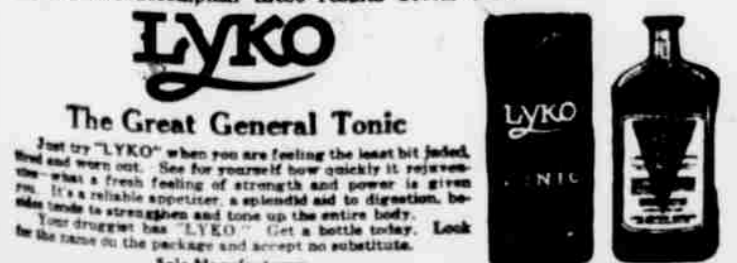 LYKO
The Great General Tonic
Just try "LYKO" when you are feeling the least bit jaded,
tired and worn out. See for yourself how quickly it rejuven-
ates—what a fresh feeling of strength and power is given
you. It's a reliable appetizer, a splendid aid to digestion, be-
sides tends to strengthen and tone up the entire body.
Your druggist has "LYKO." Get a bottle today. Look
for the name on the package and accept no substitute.
LYKO
TONIC